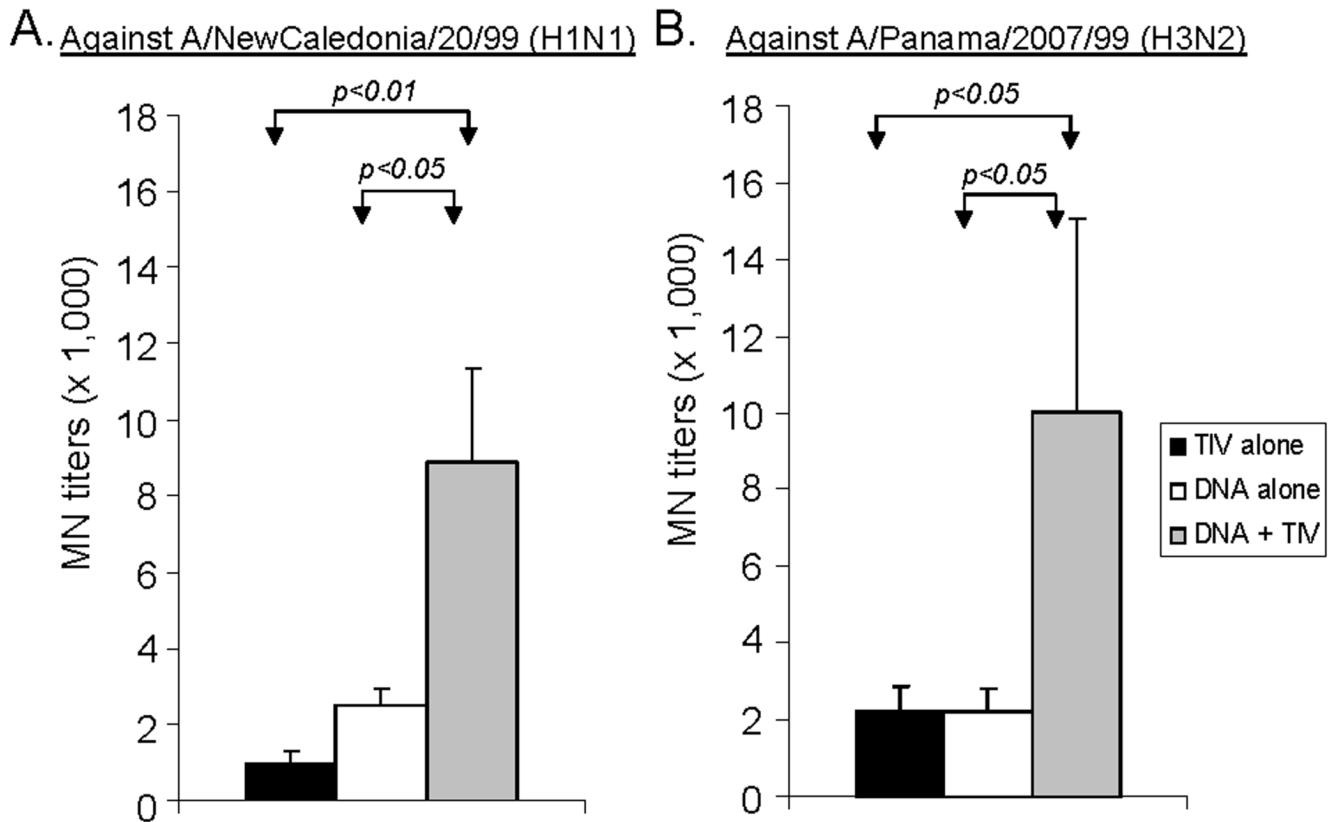 A. Against A/NewCaledonia/20/99 (H1N1)
p<0.01
p<0.05
MN titers (x 1,000)
18
16
14
12
10
8
6
4
2
0
B. Against A/Panama/2007/99 (H3N2)
p<0.05
p<0.05
MN titers (x 1,000)
18
16
14
12
10
8
6
4
2
0
TIV alone
DNA alone
DNA + TIV